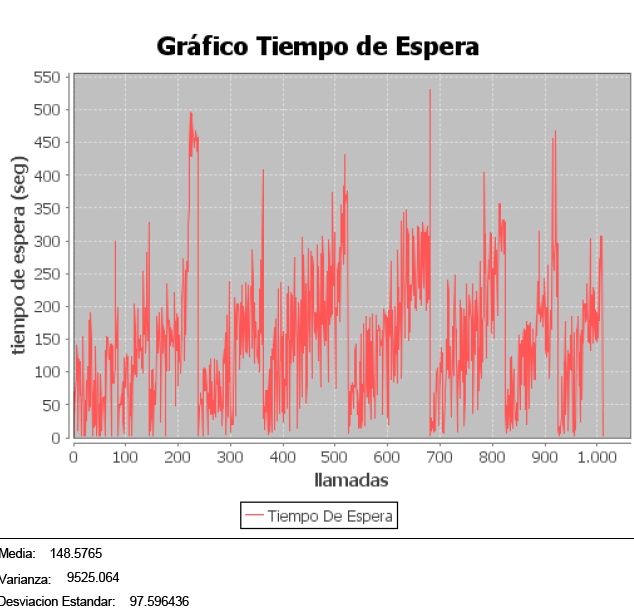 Gráfico Tiempo de Espera
tiempo de espera (seg)
550
500
450
400
350
300
250
200
150
100
50
0
0 100 200 300 400 500 600 700 800 900 1.000
llamadas
Tiempo De Espera
Media: 148.5765
Varianza: 9525.064
Desviacion Estandar: 97.596436